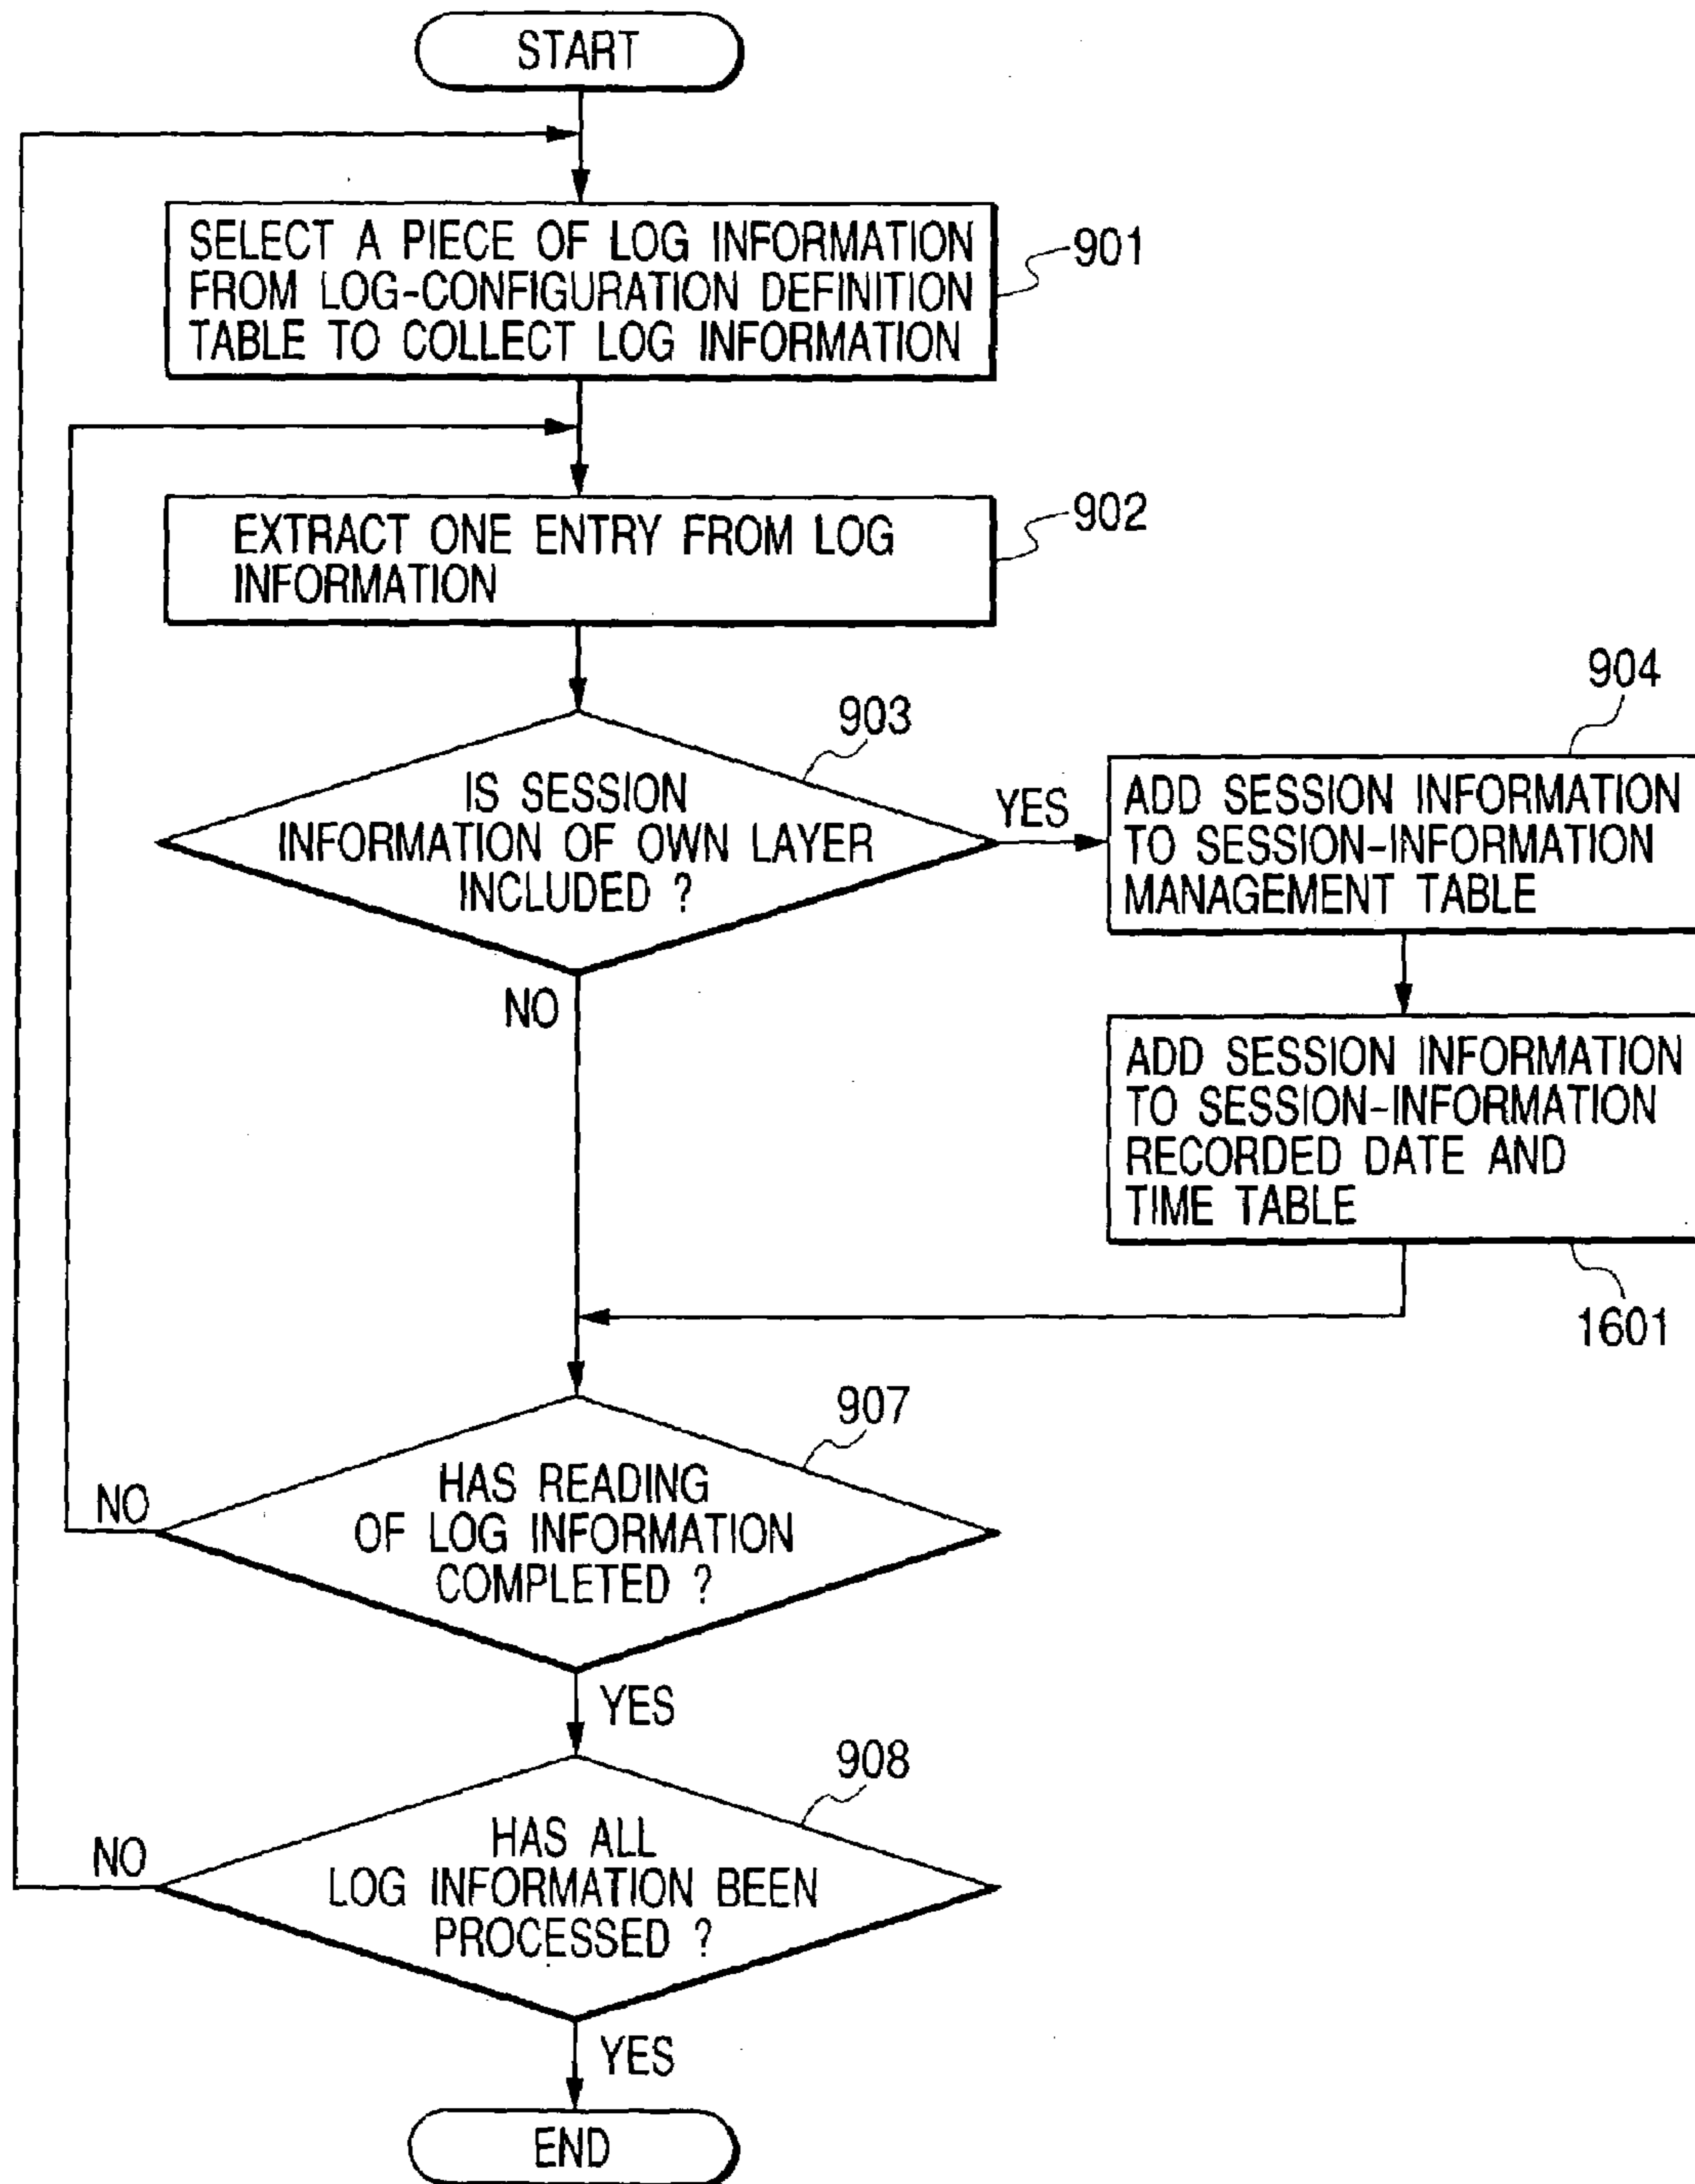 START
SELECT A PIECE OF LOG INFORMATION
FROM LOG-CONFIGURATION DEFINITION
TABLE TO COLLECT LOG INFORMATION
901
EXTRACT ONE ENTRY FROM LOG
INFORMATION
902
903
IS SESSION
INFORMATION OF OWN LAYER
INCLUDED ?
YES
NO
904
ADD SESSION INFORMATION
TO SESSION-INFORMATION
MANAGEMENT TABLE
ADD SESSION INFORMATION
TO SESSION-INFORMATION
RECORDED DATE AND
TIME TABLE
1601
907
HAS READING
OF LOG INFORMATION
COMPLETED ?
NO
YES
908
HAS ALL
LOG INFORMATION BEEN
PROCESSED ?
NO
YES
END